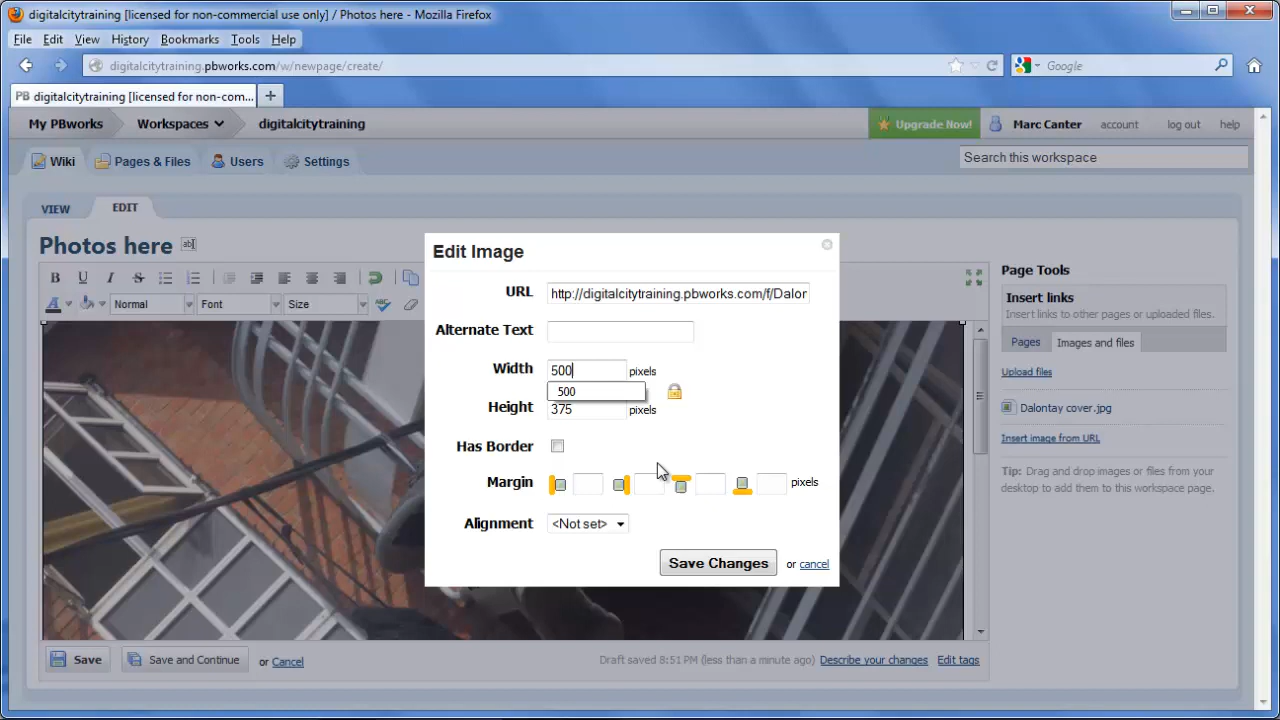 digitalcitytraining [licensed for non-commercial use only] / Photos here - Mozilla Firefox
File Edit View History Bookmarks Tools Help
digitalcitytraining.pbworks.com/w/newpage/create/
Google
PB digitalcitytraining [licensed for non-com...
My PBworks Workspaces digitalcitytraining Upgrade Now! Marc Canter account log out help
Wiki Pages & Files Users Settings Search this workspace
VIEW EDIT
Photos here ab
B U I S
A Normal Font Size ABC
Edit Image
URL http://digitalcitytraining.pbworks.com/f/Dalor
Alternate Text
Width 500 pixels
500
Height 375 pixels
Has Border
Margin pixels
Alignment <Not set>
Save Changes or cancel
Page Tools
Insert links
Insert links to other pages or uploaded files.
Pages Images and files
Upload files
Dalontay cover.jpg
Insert image from URL
Tip: Drag and drop images or files from your
desktop to add them to this workspace page.
Save Save and Continue or Cancel Draft saved 8:51 PM (less than a minute ago) Describe your changes Edit tags